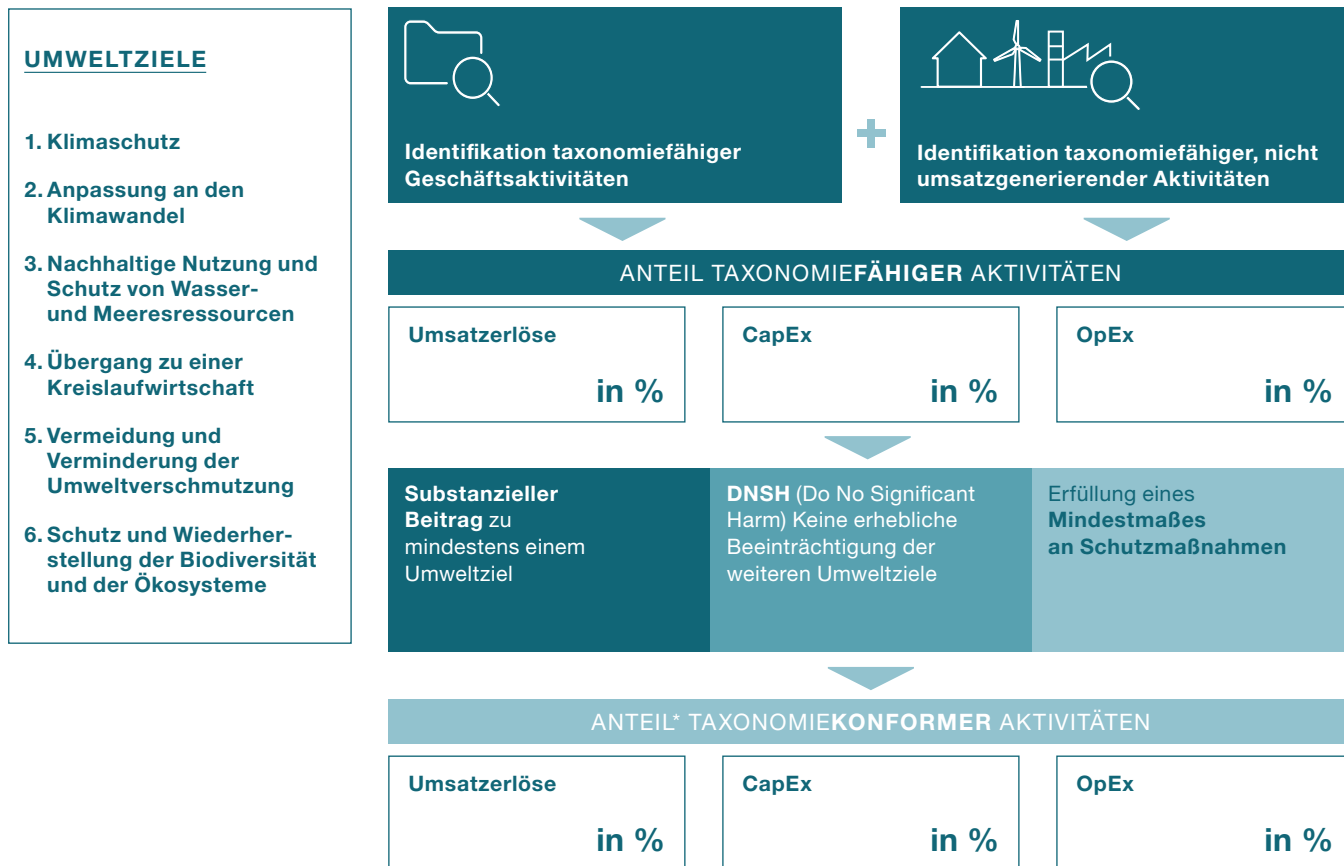 UMWELTZIELE
1. Klimaschutz
2. Anpassung an den
Klimawandel
3. Nachhaltige Nutzung und
Schutz von Wasser-
und Meeresressourcen
4. Übergang zu einer
Kreislaufwirtschaft
5. Vermeidung und
Verminderung der
Umweltverschmutzung
6. Schutz und Wiederher-
stellung der Biodiversität
und der Ökosysteme
Identifikation taxonomiefähiger
Geschäftsaktivitäten
+
Identifikation taxonomiefähiger, nicht
umsatzgenerierender Aktivitäten
ANTEIL TAXONOMIEFÄHIGER AKTIVITÄTEN
Umsatzerlöse
in %
CapEx
in %
OpEx
in %
Substanzieller
Beitrag zu
mindestens einem
Umweltziel
DNSH (Do No Significant
Harm) Keine erhebliche
Beeinträchtigung der
weiteren Umweltziele
Erfüllung eines
Mindestmaßes
an Schutzmaßnahmen
ANTEIL* TAXONOMIEKONFORMER AKTIVITÄTEN
Umsatzerlöse
in %
CapEx
in %
OpEx
in %